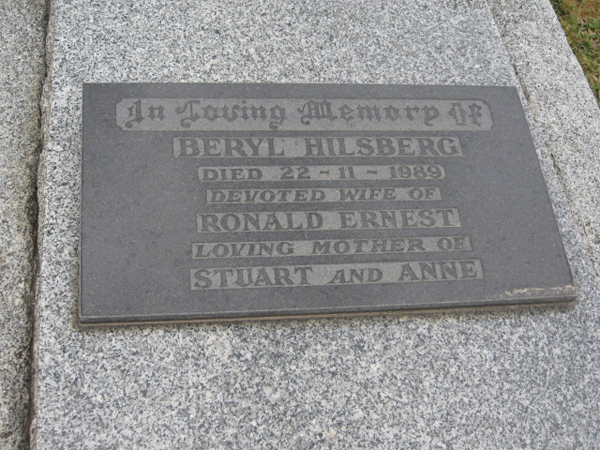 In Loving Memory Of
BERYL HILSBERG
DIED 22-11-1989
DEVOTED WIFE OF
RONALD ERNEST
LOVING MOTHER OF
STUART AND ANNE